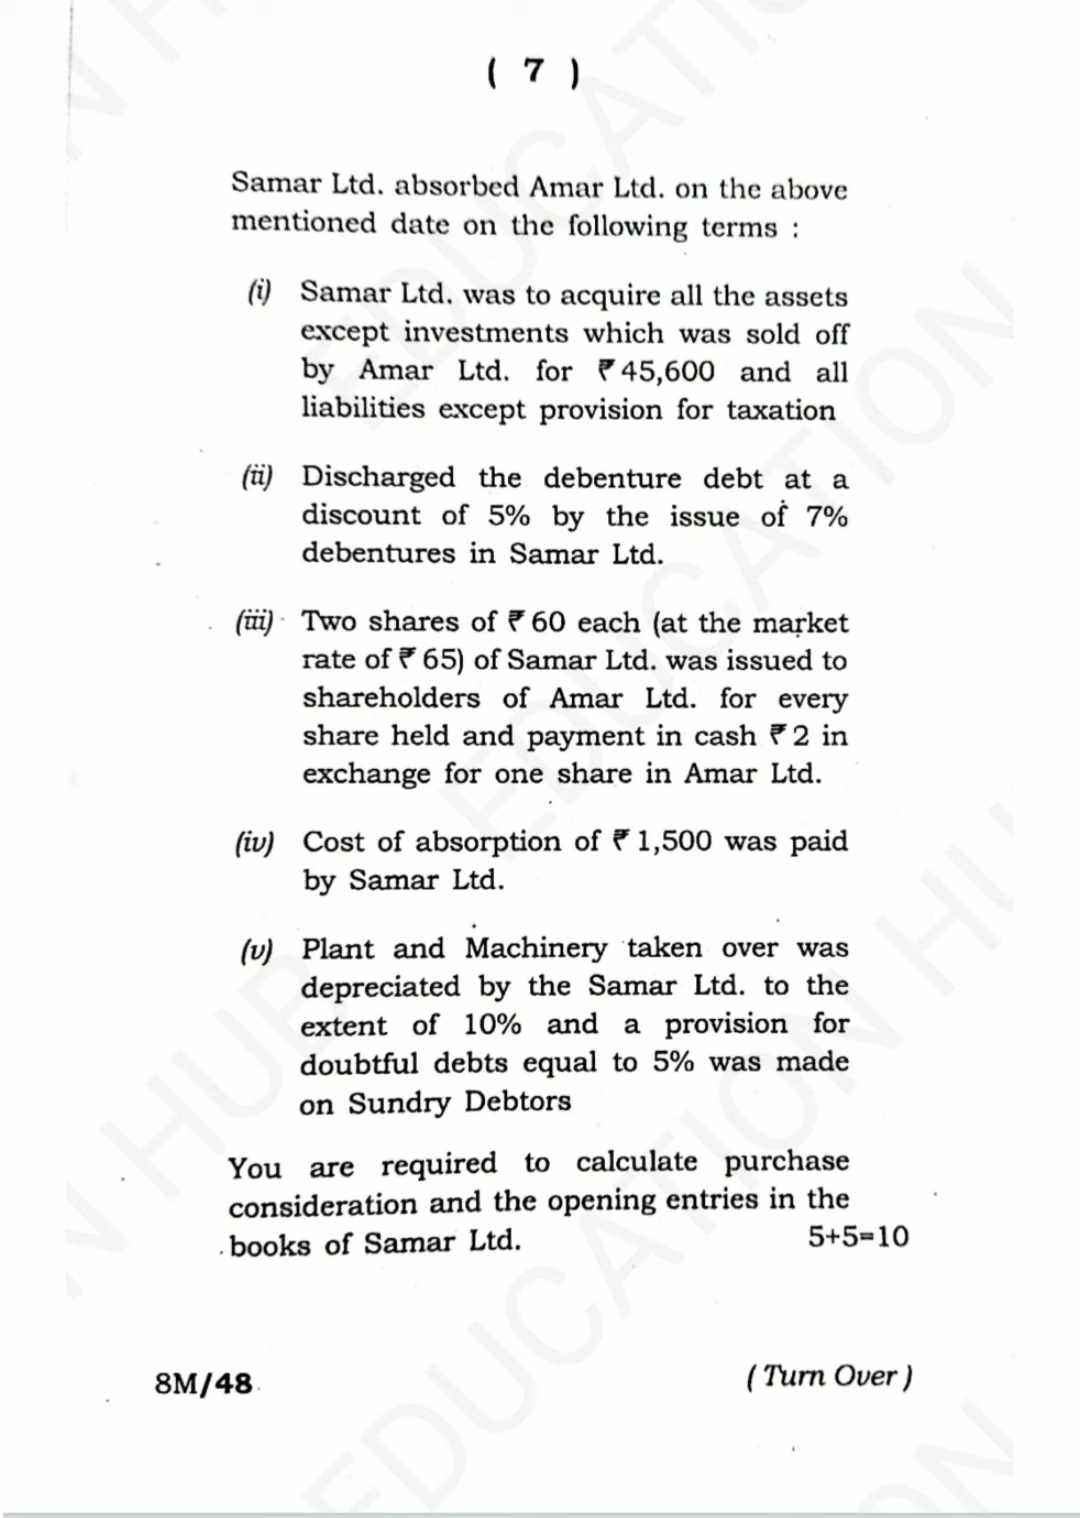 ( 7 )
Samar Ltd. absorbed Amar Ltd. on the above
mentioned date on the following terms :
(i) Samar Ltd. was to acquire all the assets
except investments which was sold off
by Amar Ltd. for ₹ 45,600 and all
liabilities except provision for taxation
(ii) Discharged the debenture debt at a
discount of 5% by the issue of 7%
debentures in Samar Ltd.
(iii) Two shares of ₹ 60 each (at the market
rate of ₹ 65) of Samar Ltd. was issued to
shareholders of Amar Ltd. for every
share held and payment in cash ₹ 2 in
exchange for one share in Amar Ltd.
(iv) Cost of absorption of ₹ 1,500 was paid
by Samar Ltd.
(v) Plant and Machinery taken over was
depreciated by the Samar Ltd. to the
extent of 10% and a provision for
doubtful debts equal to 5% was made
on Sundry Debtors
You are required to calculate purchase
consideration and the opening entries in the
books of Samar Ltd. 5+5=10
8M/48 ( Turn Over )
EDUCATION HUB